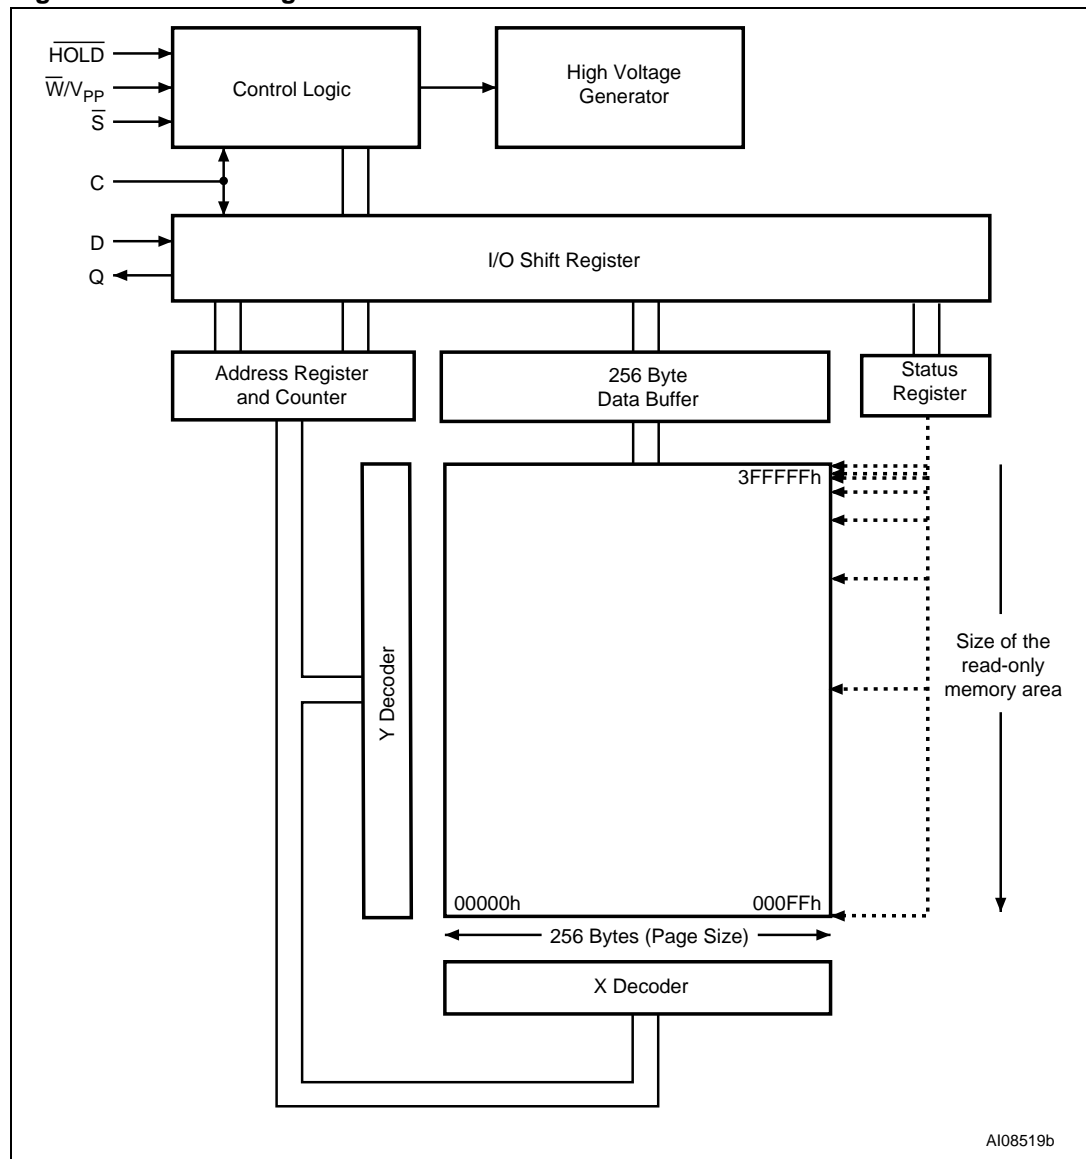 HOLD
W/VPP
S
C
D
Q
Control Logic
High Voltage
Generator
I/O Shift Register
Address Register
and Counter
256 Byte
Data Buffer
Status
Register
3FFFFFh
Y Decoder
Size of the
read-only
memory area
00000h
000FFh
256 Bytes (Page Size)
X Decoder
AI08519b